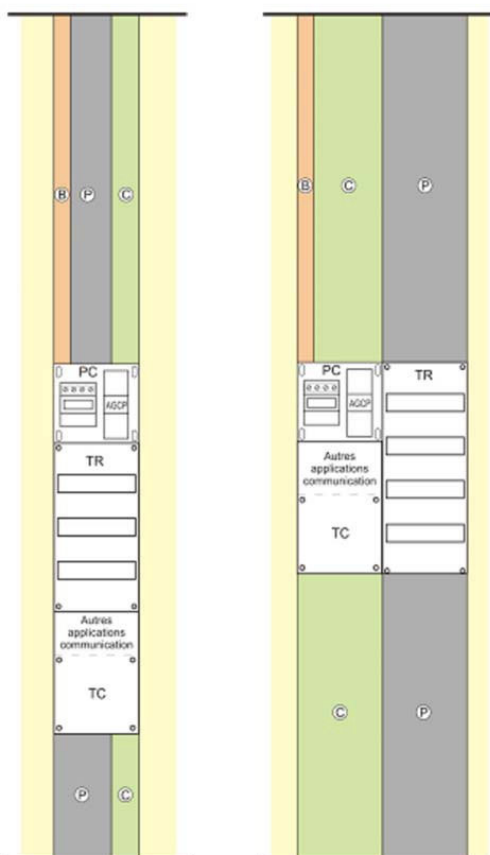 B
P
C
PC
AGCP
TR
Autres
applications
communication
TC
P
C
B
C
P
PC
AGCP
TR
Autres
applications
communication
TC
C
P